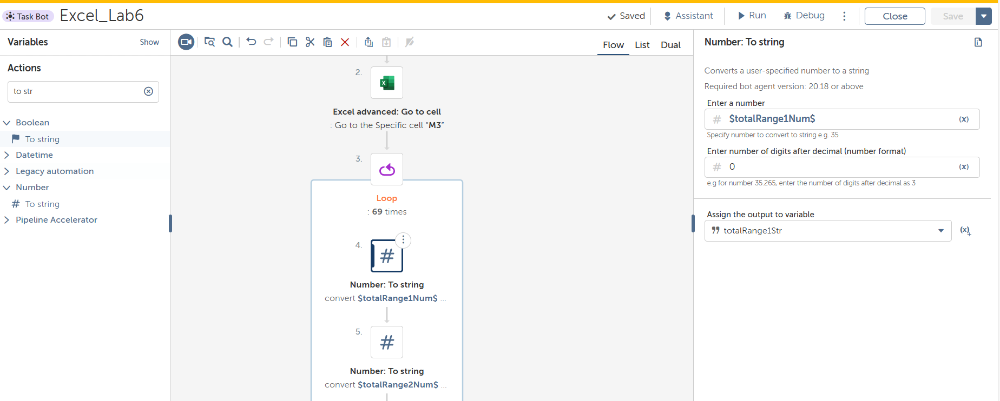 Task Bot
Excel_Lab6
Saved
Assistant
Run
Debug
Close
Save
Variables
Show
Actions
to str
Boolean
To string
Datetime
Legacy automation
Number
# To string
Pipeline Accelerator
Flow
List
Dual
2.
Excel advanced: Go to cell
: Go to the Specific cell “M3”
3.
Loop
: 69 times
4.
#
Number: To string
convert $totalRange1Num$ ...
5.
#
Number: To string
convert $totalRange2Num$ ...
Number: To string
Converts a user-specified number to a string
Required bot agent version: 20.18 or above
Enter a number
# $totalRange1Num$ (x)
Specify number to convert to string e.g. 35
Enter number of digits after decimal (number format)
# 0 (x)
e.g for number 35.265, enter the number of digits after decimal as 3
Assign the output to variable
" totalRange1Str (x)+